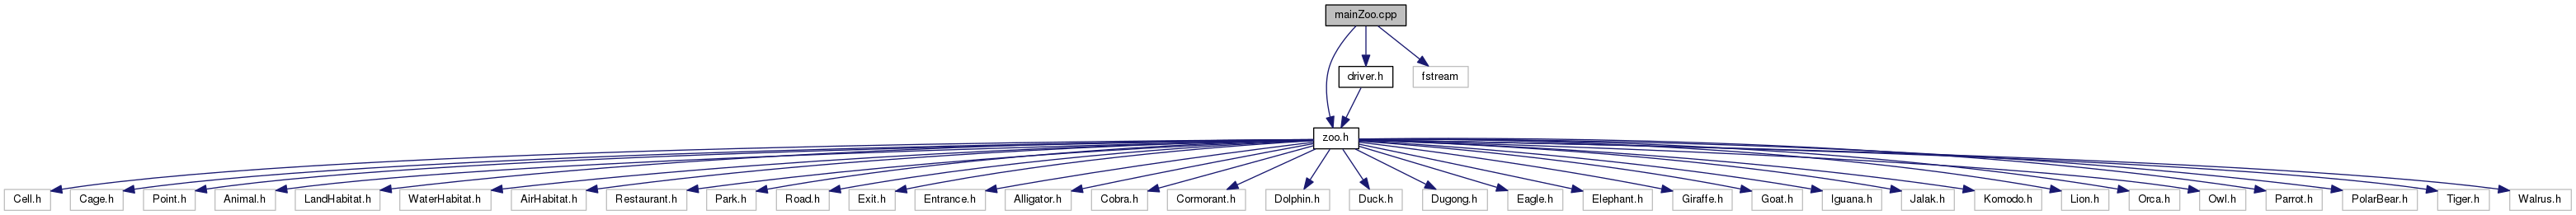 mainZoo.cpp
driver.h
fstream
zoo.h
Cell.h
Cage.h
Point.h
Animal.h
LandHabitat.h
WaterHabitat.h
AirHabitat.h
Restaurant.h
Park.h
Road.h
Exit.h
Entrance.h
Alligator.h
Cobra.h
Cormorant.h
Dolphin.h
Duck.h
Dugong.h
Eagle.h
Elephant.h
Giraffe.h
Goat.h
Iguana.h
Jalak.h
Komodo.h
Lion.h
Orca.h
Owl.h
Parrot.h
PolarBear.h
Tiger.h
Walrus.h